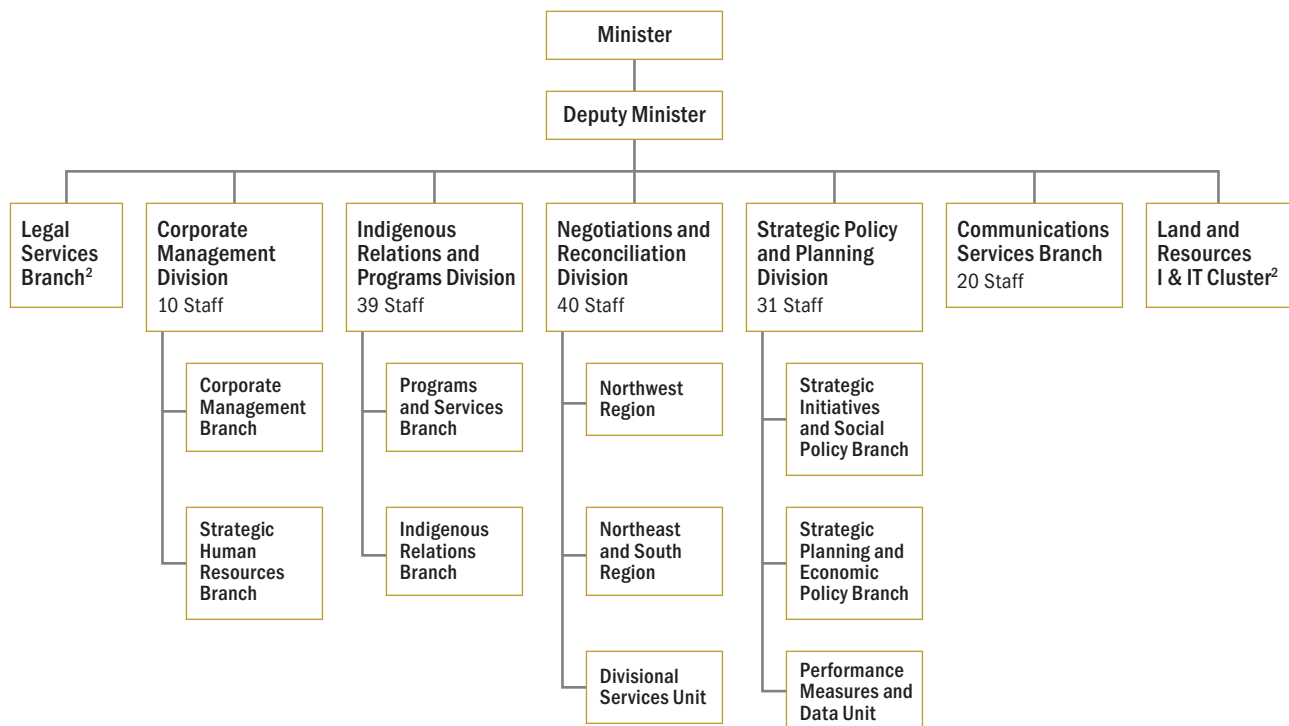 Minister
Deputy Minister
Legal
Services
Branch²
Corporate
Management
Division
10 Staff
Indigenous
Relations and
Programs Division
39 Staff
Negotiations and
Reconciliation
Division
40 Staff
Strategic Policy
and Planning
Division
31 Staff
Communications
Services Branch
20 Staff
Land and
Resources
I & IT Cluster²
Corporate
Management
Branch
Strategic
Human
Resources
Branch
Programs
and Services
Branch
Indigenous
Relations
Branch
Northwest
Region
Northeast
and South
Region
Divisional
Services Unit
Strategic
Initiatives
and Social
Policy Branch
Strategic
Planning and
Economic
Policy Branch
Performance
Measures and
Data Unit